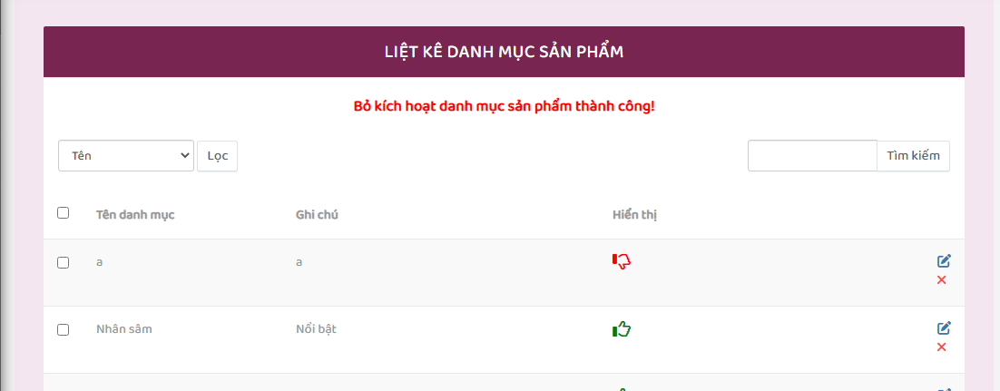 LIỆT KÊ DANH MỤC SẢN PHẨM
Bỏ kích hoạt danh mục sản phẩm thành công!
Tên Lọc Tìm kiếm
Tên danh mục Ghi chú Hiển thị
a a
Nhân sâm Nổi bật